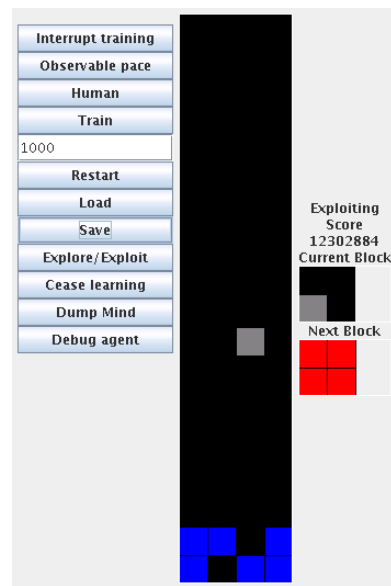 Interrupt training
Observable pace
Human
Train
1000
Restart
Load
Save
Explore/Exploit
Cease learning
Dump Mind
Debug agent
Exploiting
Score
12302884
Current Block
Next Block